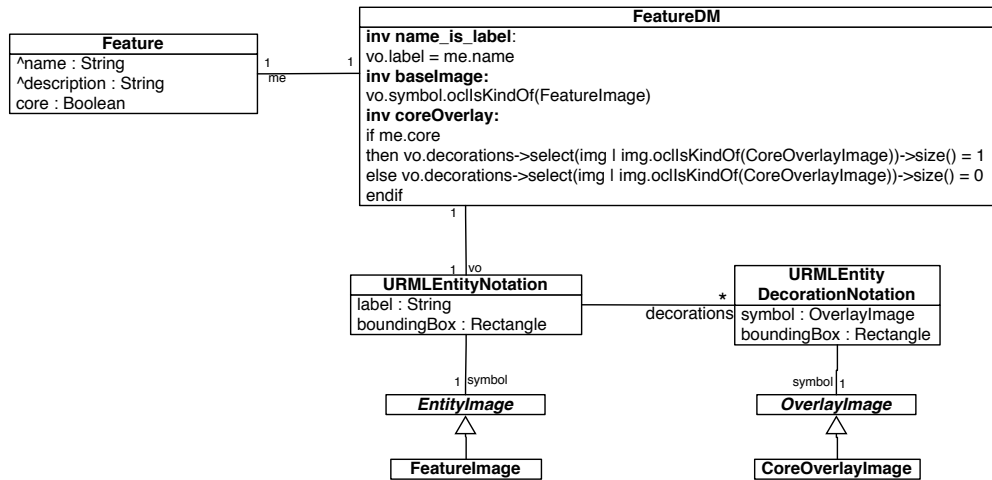 Feature
^name : String
^description : String
core : Boolean
1
me
1
FeatureDM
inv name_is_label:
vo.label = me.name
inv baseImage:
vo.symbol.oclIsKindOf(FeatureImage)
inv coreOverlay:
if me.core
then vo.decorations->select(img | img.oclIsKindOf(CoreOverlayImage))->size() = 1
else vo.decorations->select(img | img.oclIsKindOf(CoreOverlayImage))->size() = 0
endif
1
1 vo
URMLEntityNotation
label : String
boundingBox : Rectangle
*
decorations
URMLEntity
DecorationNotation
symbol : OverlayImage
boundingBox : Rectangle
1 symbol
EntityImage
FeatureImage
symbol 1
OverlayImage
CoreOverlayImage